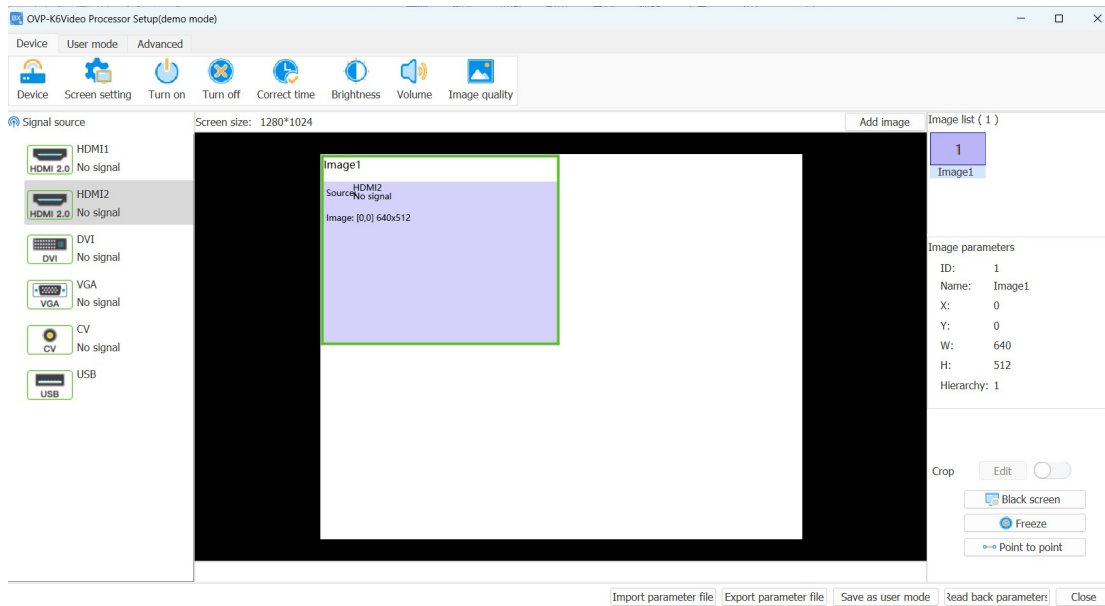 OVP-K6Video Processor Setup(demo mode)
Device User mode Advanced
Device Screen setting Turn on Turn off Correct time Brightness Volume Image quality
Signal source
HDMI1
HDMI 2.0 No signal
HDMI2
HDMI 2.0 No signal
DVI
DVI No signal
VGA
VGA No signal
CV
CV No signal
USB
USB
Screen size: 1280*1024 Add image
Image1
HDMI2
Source No signal
Image: [0,0] 640x512
Image list ( 1 )
1
Image1
Image parameters
ID: 1
Name: Image1
X: 0
Y: 0
W: 640
H: 512
Hierarchy: 1
Crop Edit
Black screen
Freeze
Point to point
Import parameter file Export parameter file Save as user mode Read back parameters Close